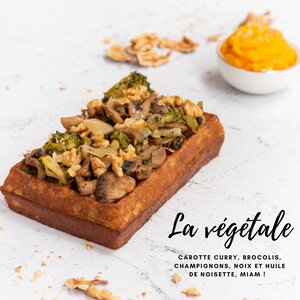 La végétale
CAROTTE CURRY, BROCOLIS,
CHAMPIGNONS, NOIX ET HUILE
DE NOISETTE, MIAM !